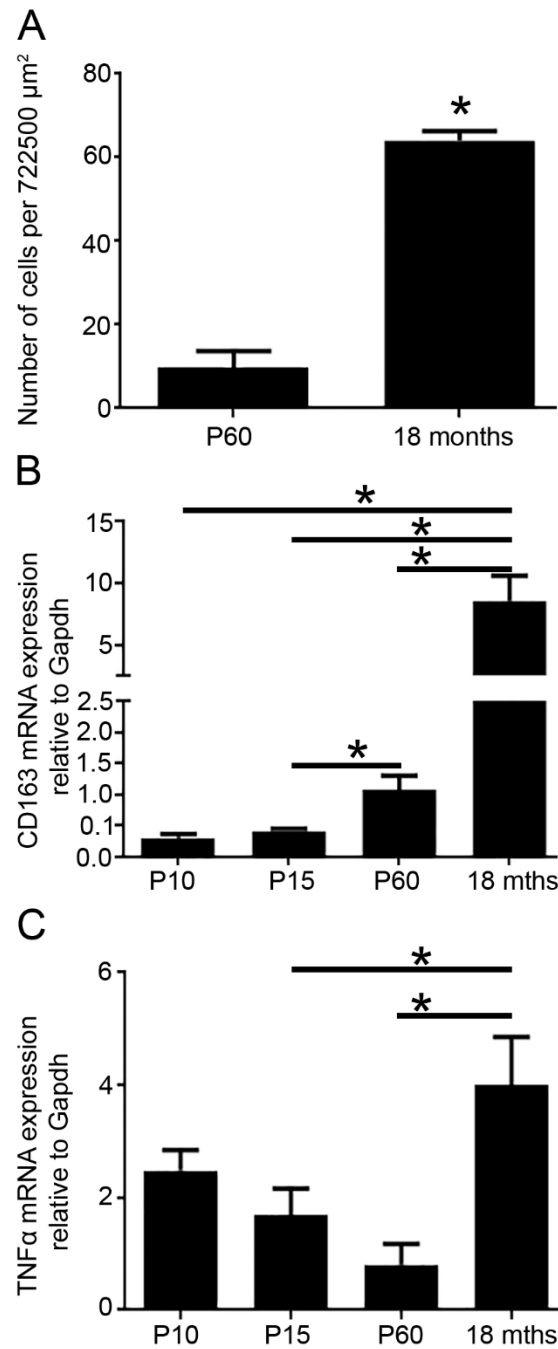 A
Number of cells per 722500 µm²
80
60
40
20
0
*
P60
18 months
B
CD163 mRNA expression
relative to Gapdh
15
10
5
2.5
2.0
1.5
1.0
0.1
0.0
*
*
*
*
P10
P15
P60
18 mths
C
TNFα mRNA expression
relative to Gapdh
6
4
2
0
*
*
P10
P15
P60
18 mths